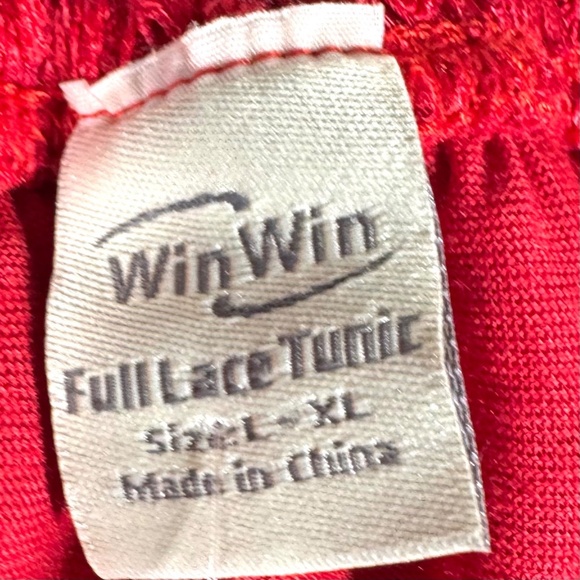 Win Win
Full Lace Tunic
Size: L - XL
Made in China